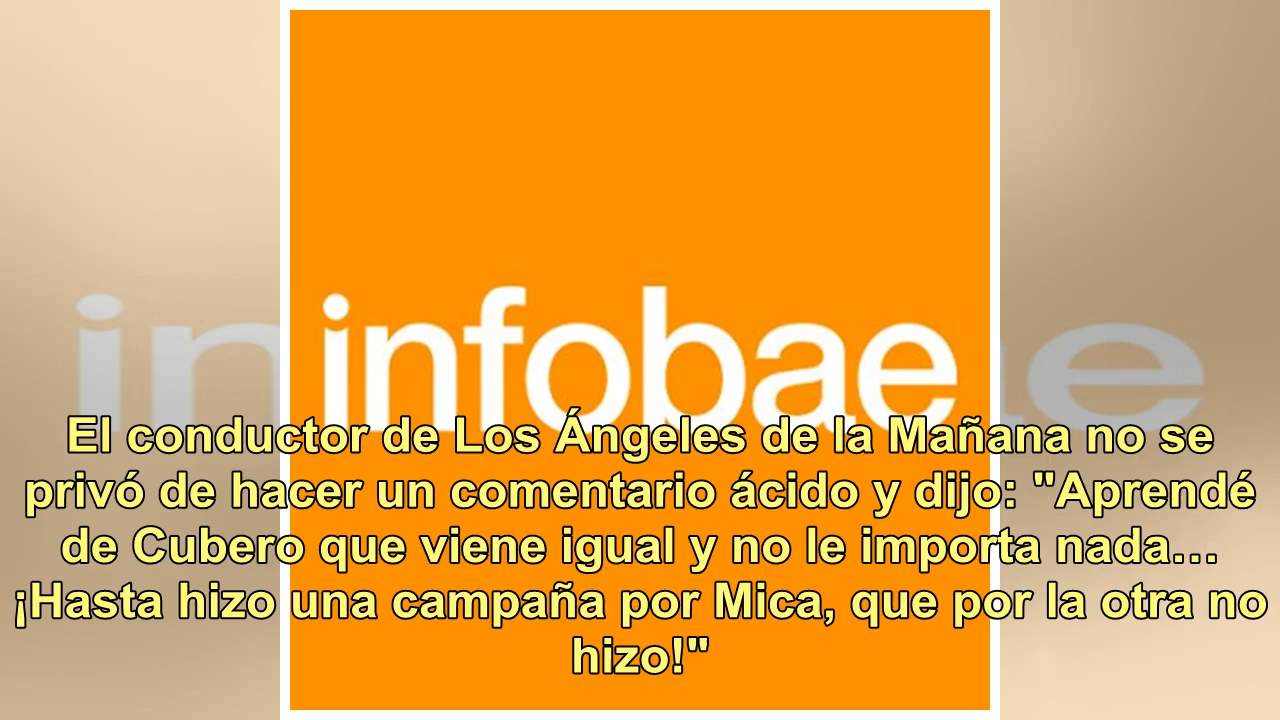 infobae
El conductor de Los Ángeles de la Mañana no se
privó de hacer un comentario ácido y dijo: "Aprendé
de Cubero que viene igual y no le importa nada…
¡Hasta hizo una campaña por Mica, que por la otra no
hizo!"